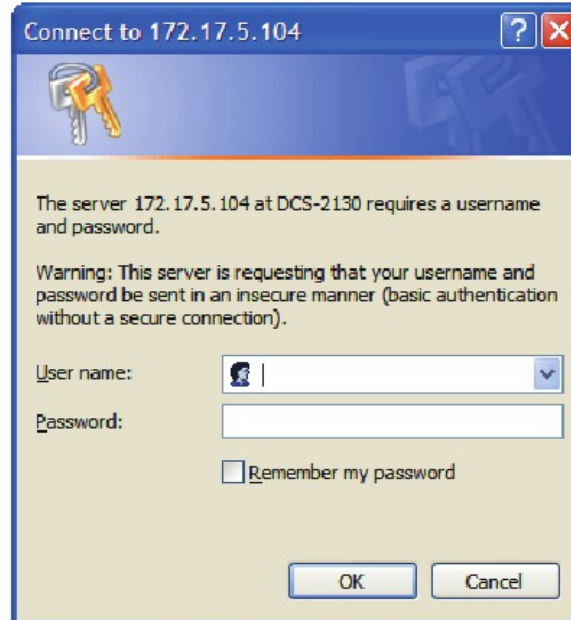 Connect to 172.17.5.104
The server 172.17.5.104 at DCS-2130 requires a username
and password.
Warning: This server is requesting that your username and
password be sent in an insecure manner (basic authentication
without a secure connection).
User name:
Password:
Remember my password
OK Cancel